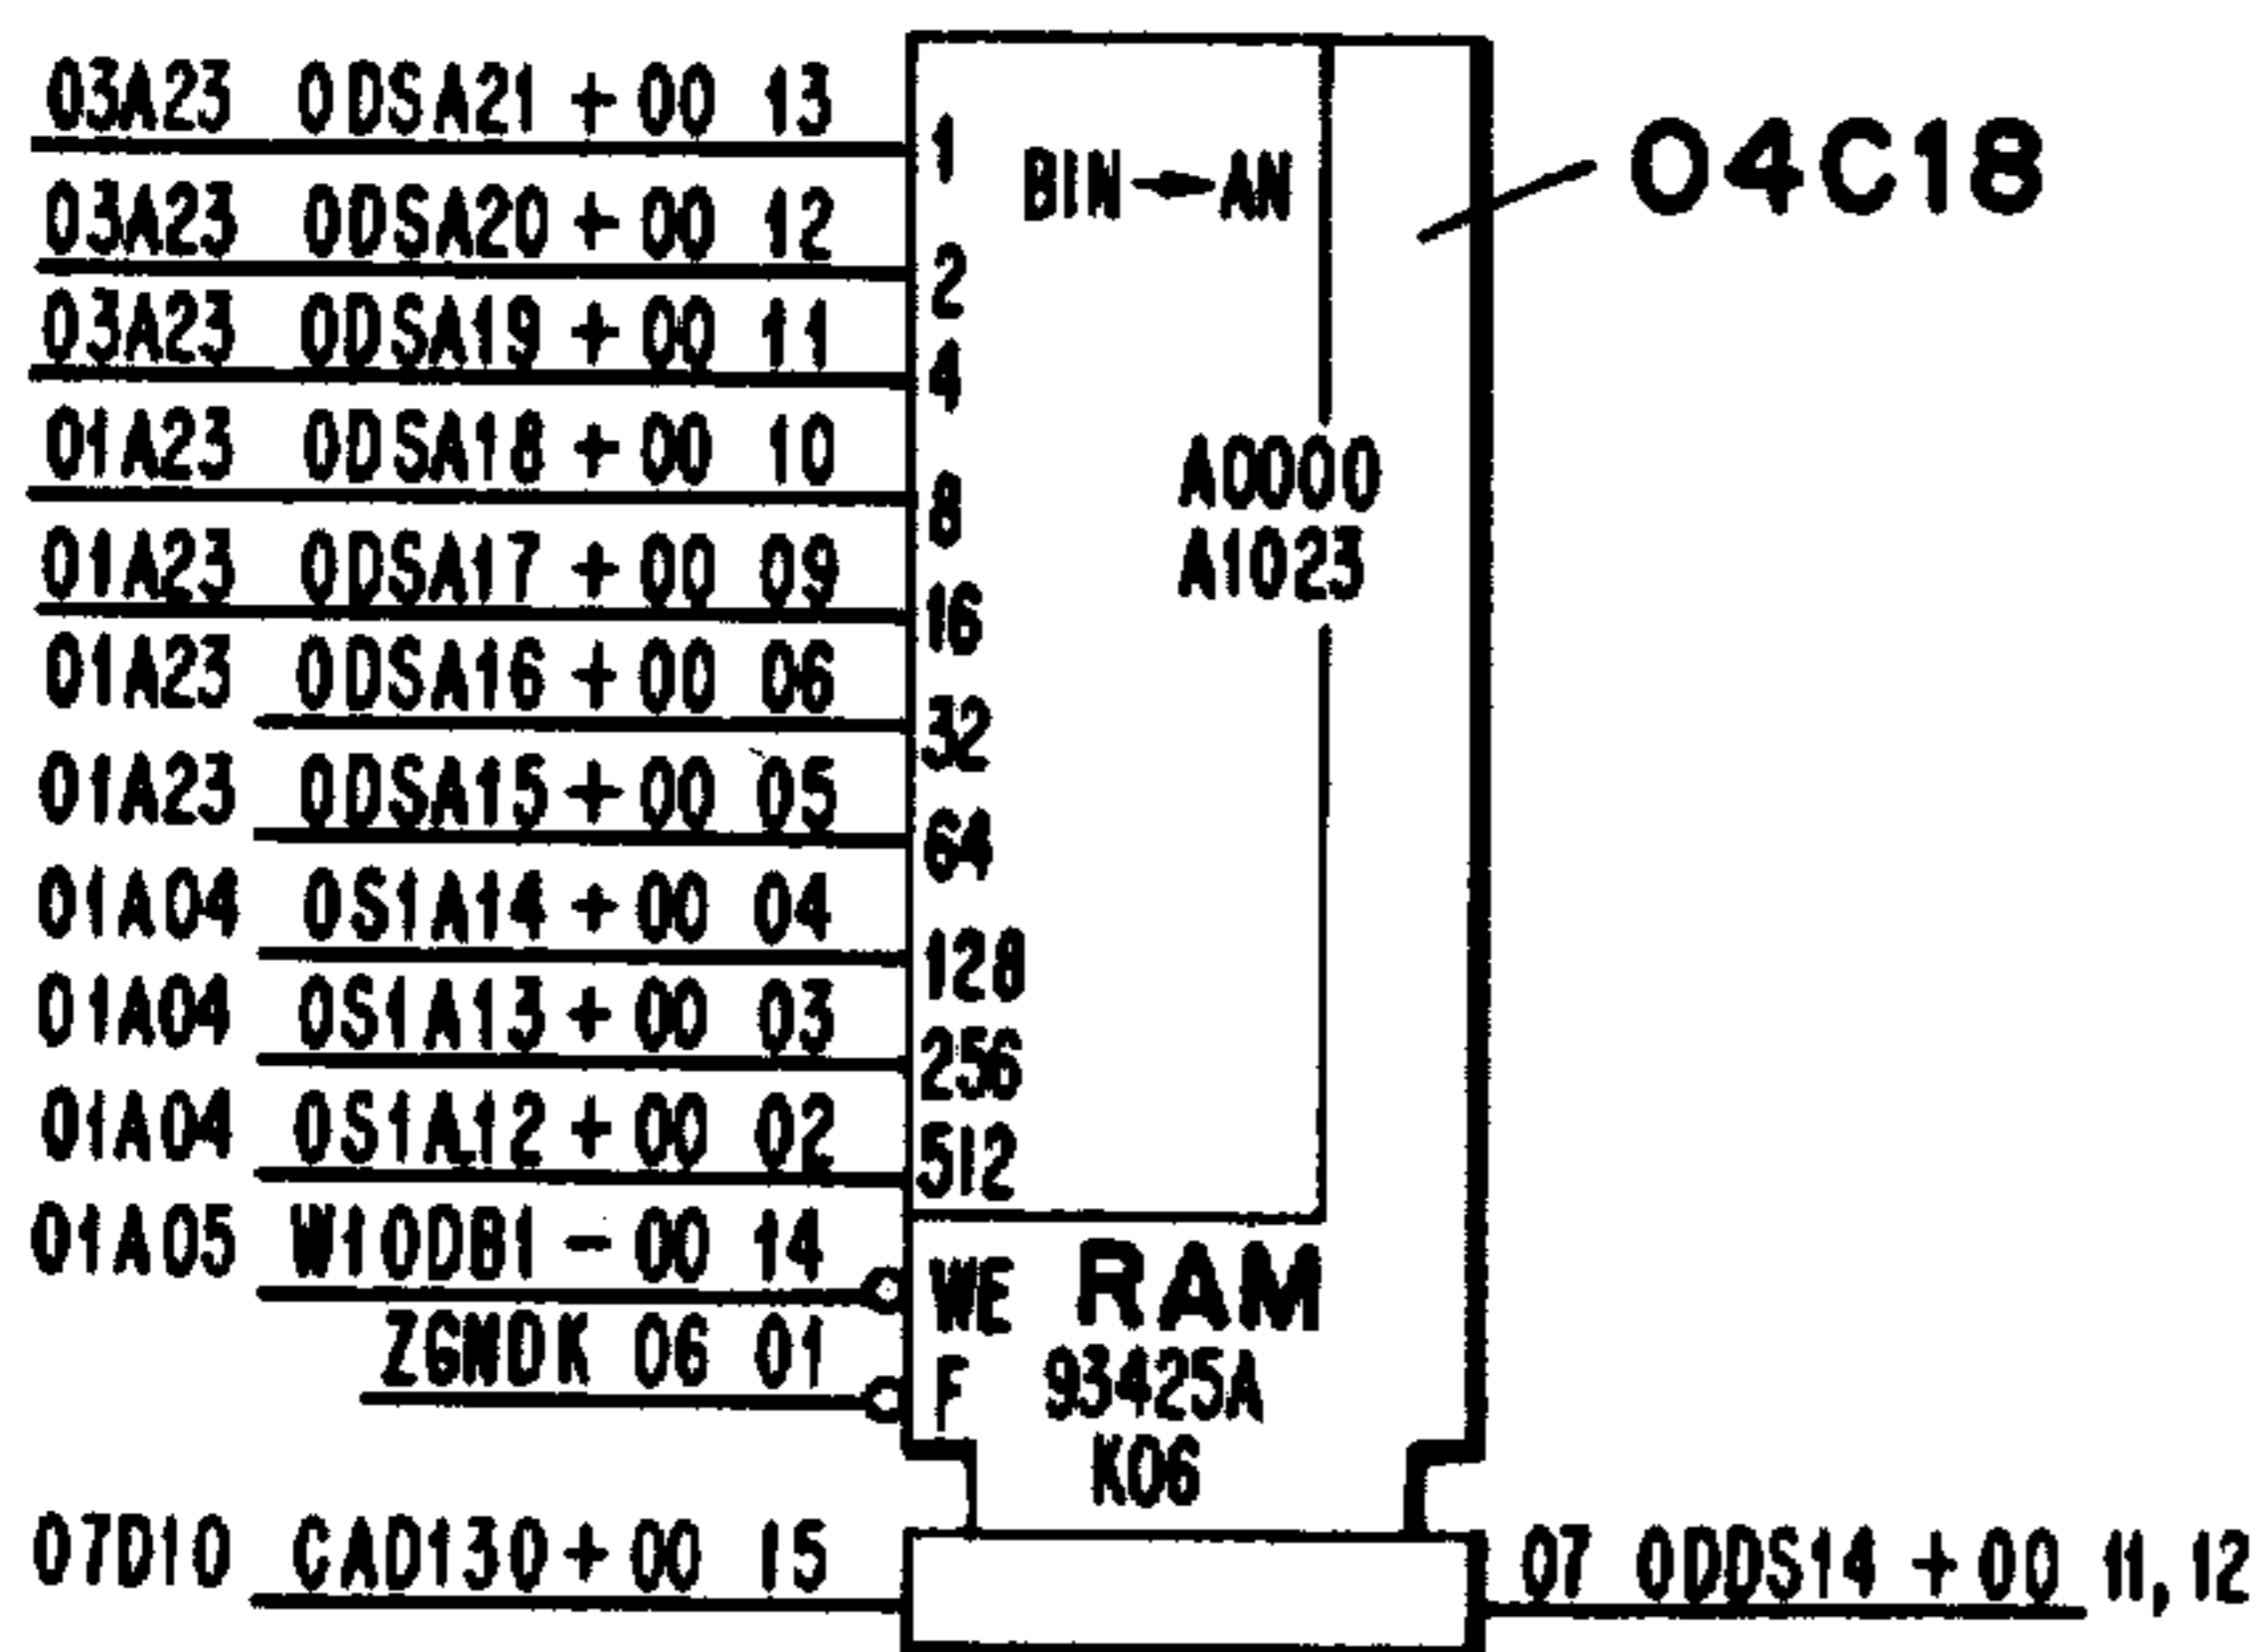 03A23 0DSA21+00 13 1
BIN→AN 04C18
03A23 0DSA20+00 12 2
03A23 0DSA19+00 11 4
01A23 0DSA18+00 10 8
A0000
A1023
01A23 0DSA17+00 09 16
01A23 0DSA16+00 06 32
01A23 0DSA15+00 05 64
01A04 0S1A14+00 04 128
01A04 0S1A13+00 03 256
01A04 0S1A12+00 02 512
01A05 W10DB1-00 14 WE RAM
ZGMDK 06 01 F 93425A
K06
07D10 CAD130+00 15
07 0DDS14+00 11,12